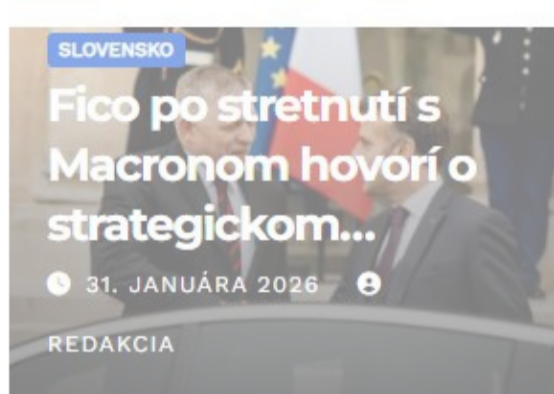 SLOVENSKO
Fico po stretnutí s
Macronom hovorí o
strategickom...
31. JANUÁRA 2026
REDAKCIA